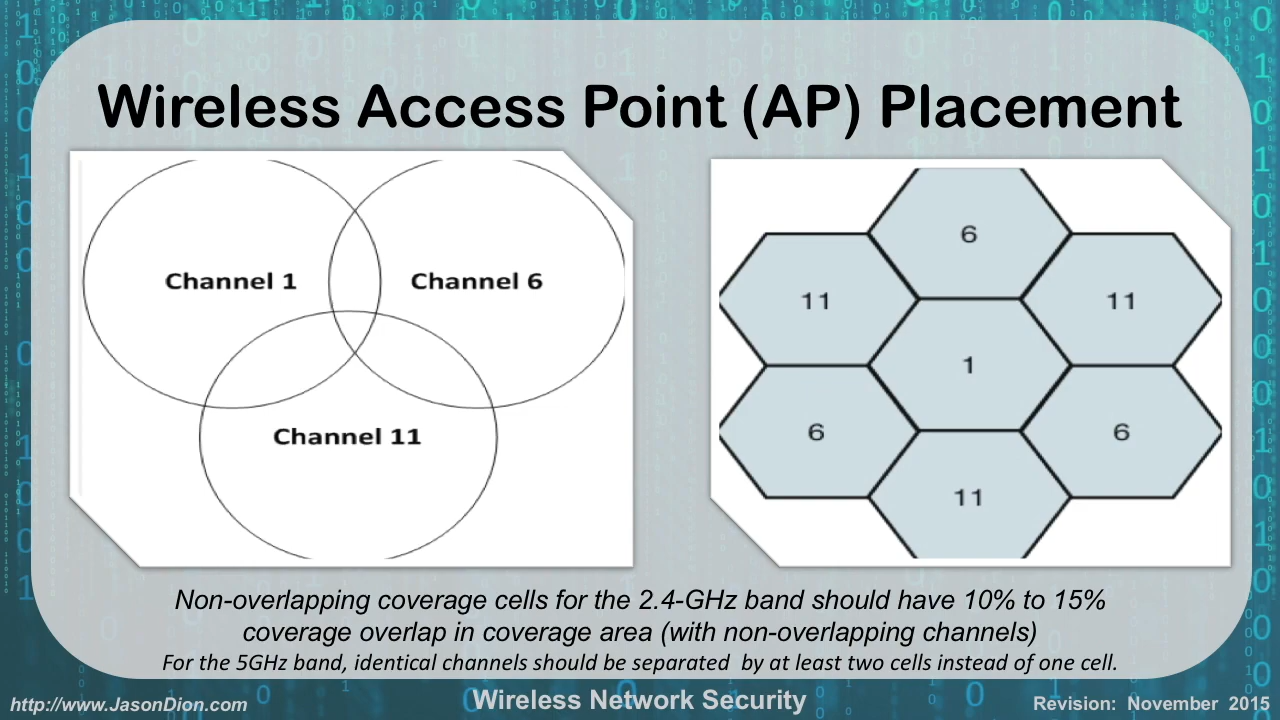 Wireless Access Point (AP) Placement
Channel 1
Channel 6
Channel 11
6
11
11
1
6
6
11
Non-overlapping coverage cells for the 2.4-GHz band should have 10% to 15%
coverage overlap in coverage area (with non-overlapping channels)
For the 5GHz band, identical channels should be separated by at least two cells instead of one cell.
http://www.JasonDion.com
Wireless Network Security
Revision: November 2015